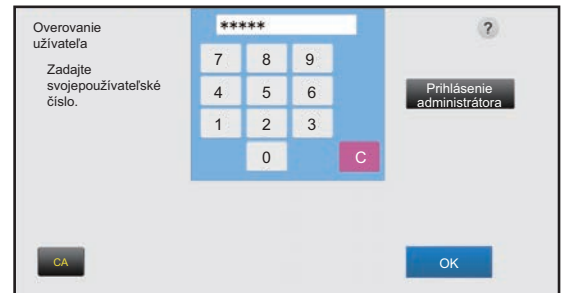 Overovanie
užívateľa
Zadajte
svojepoužívateľské
číslo.
*****
?
7 8 9
4 5 6
1 2 3
0 C
Prihlásenie
administrátora
CA
OK